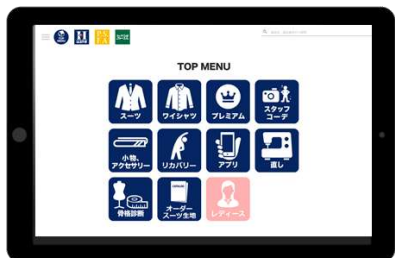 TOP MENU
スーツ
ワイシャツ
プレミアム
スタッフ
コーデ
小物、
アクセサリー
リカバリー
アプリ
直し
骨格診断
オーダー
スーツ生地
レディース